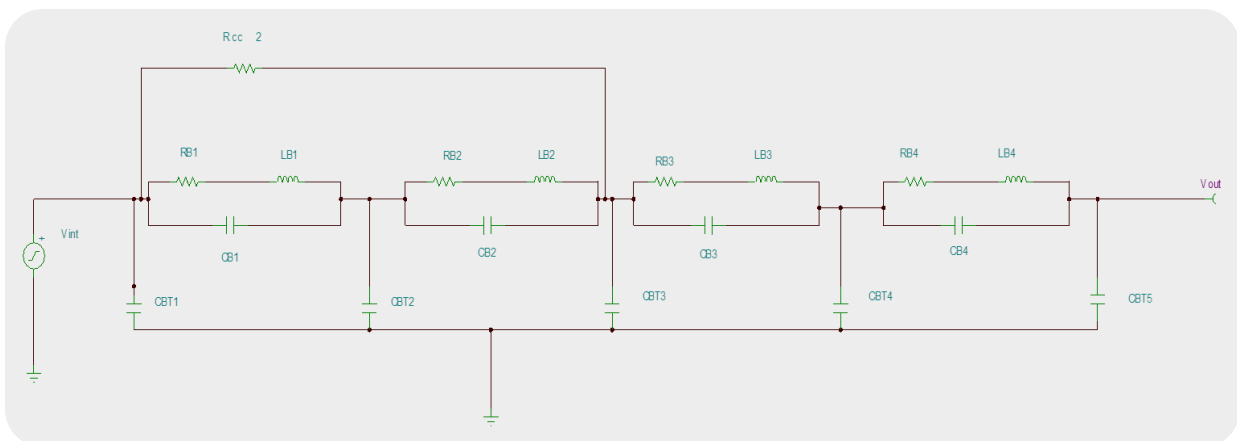 Rcc 2
RB1 LB1 RB2 LB2 RB3 LB3 RB4 LB4
Vout
+
Vint
CB1 CB2 CB3 CB4
CBT1 CBT2 CBT3 CBT4 CBT5